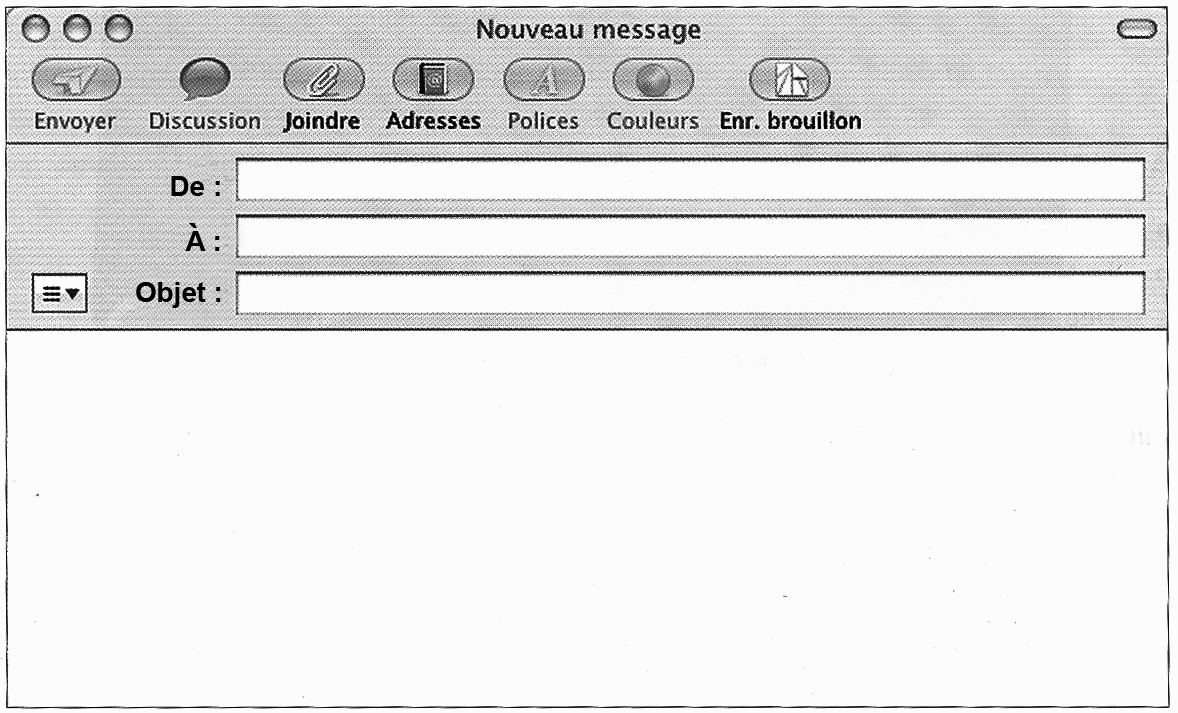 Nouveau message
Envoyer Discussion Joindre Adresses Polices Couleurs Enr. brouillon
De :
À :
Objet :